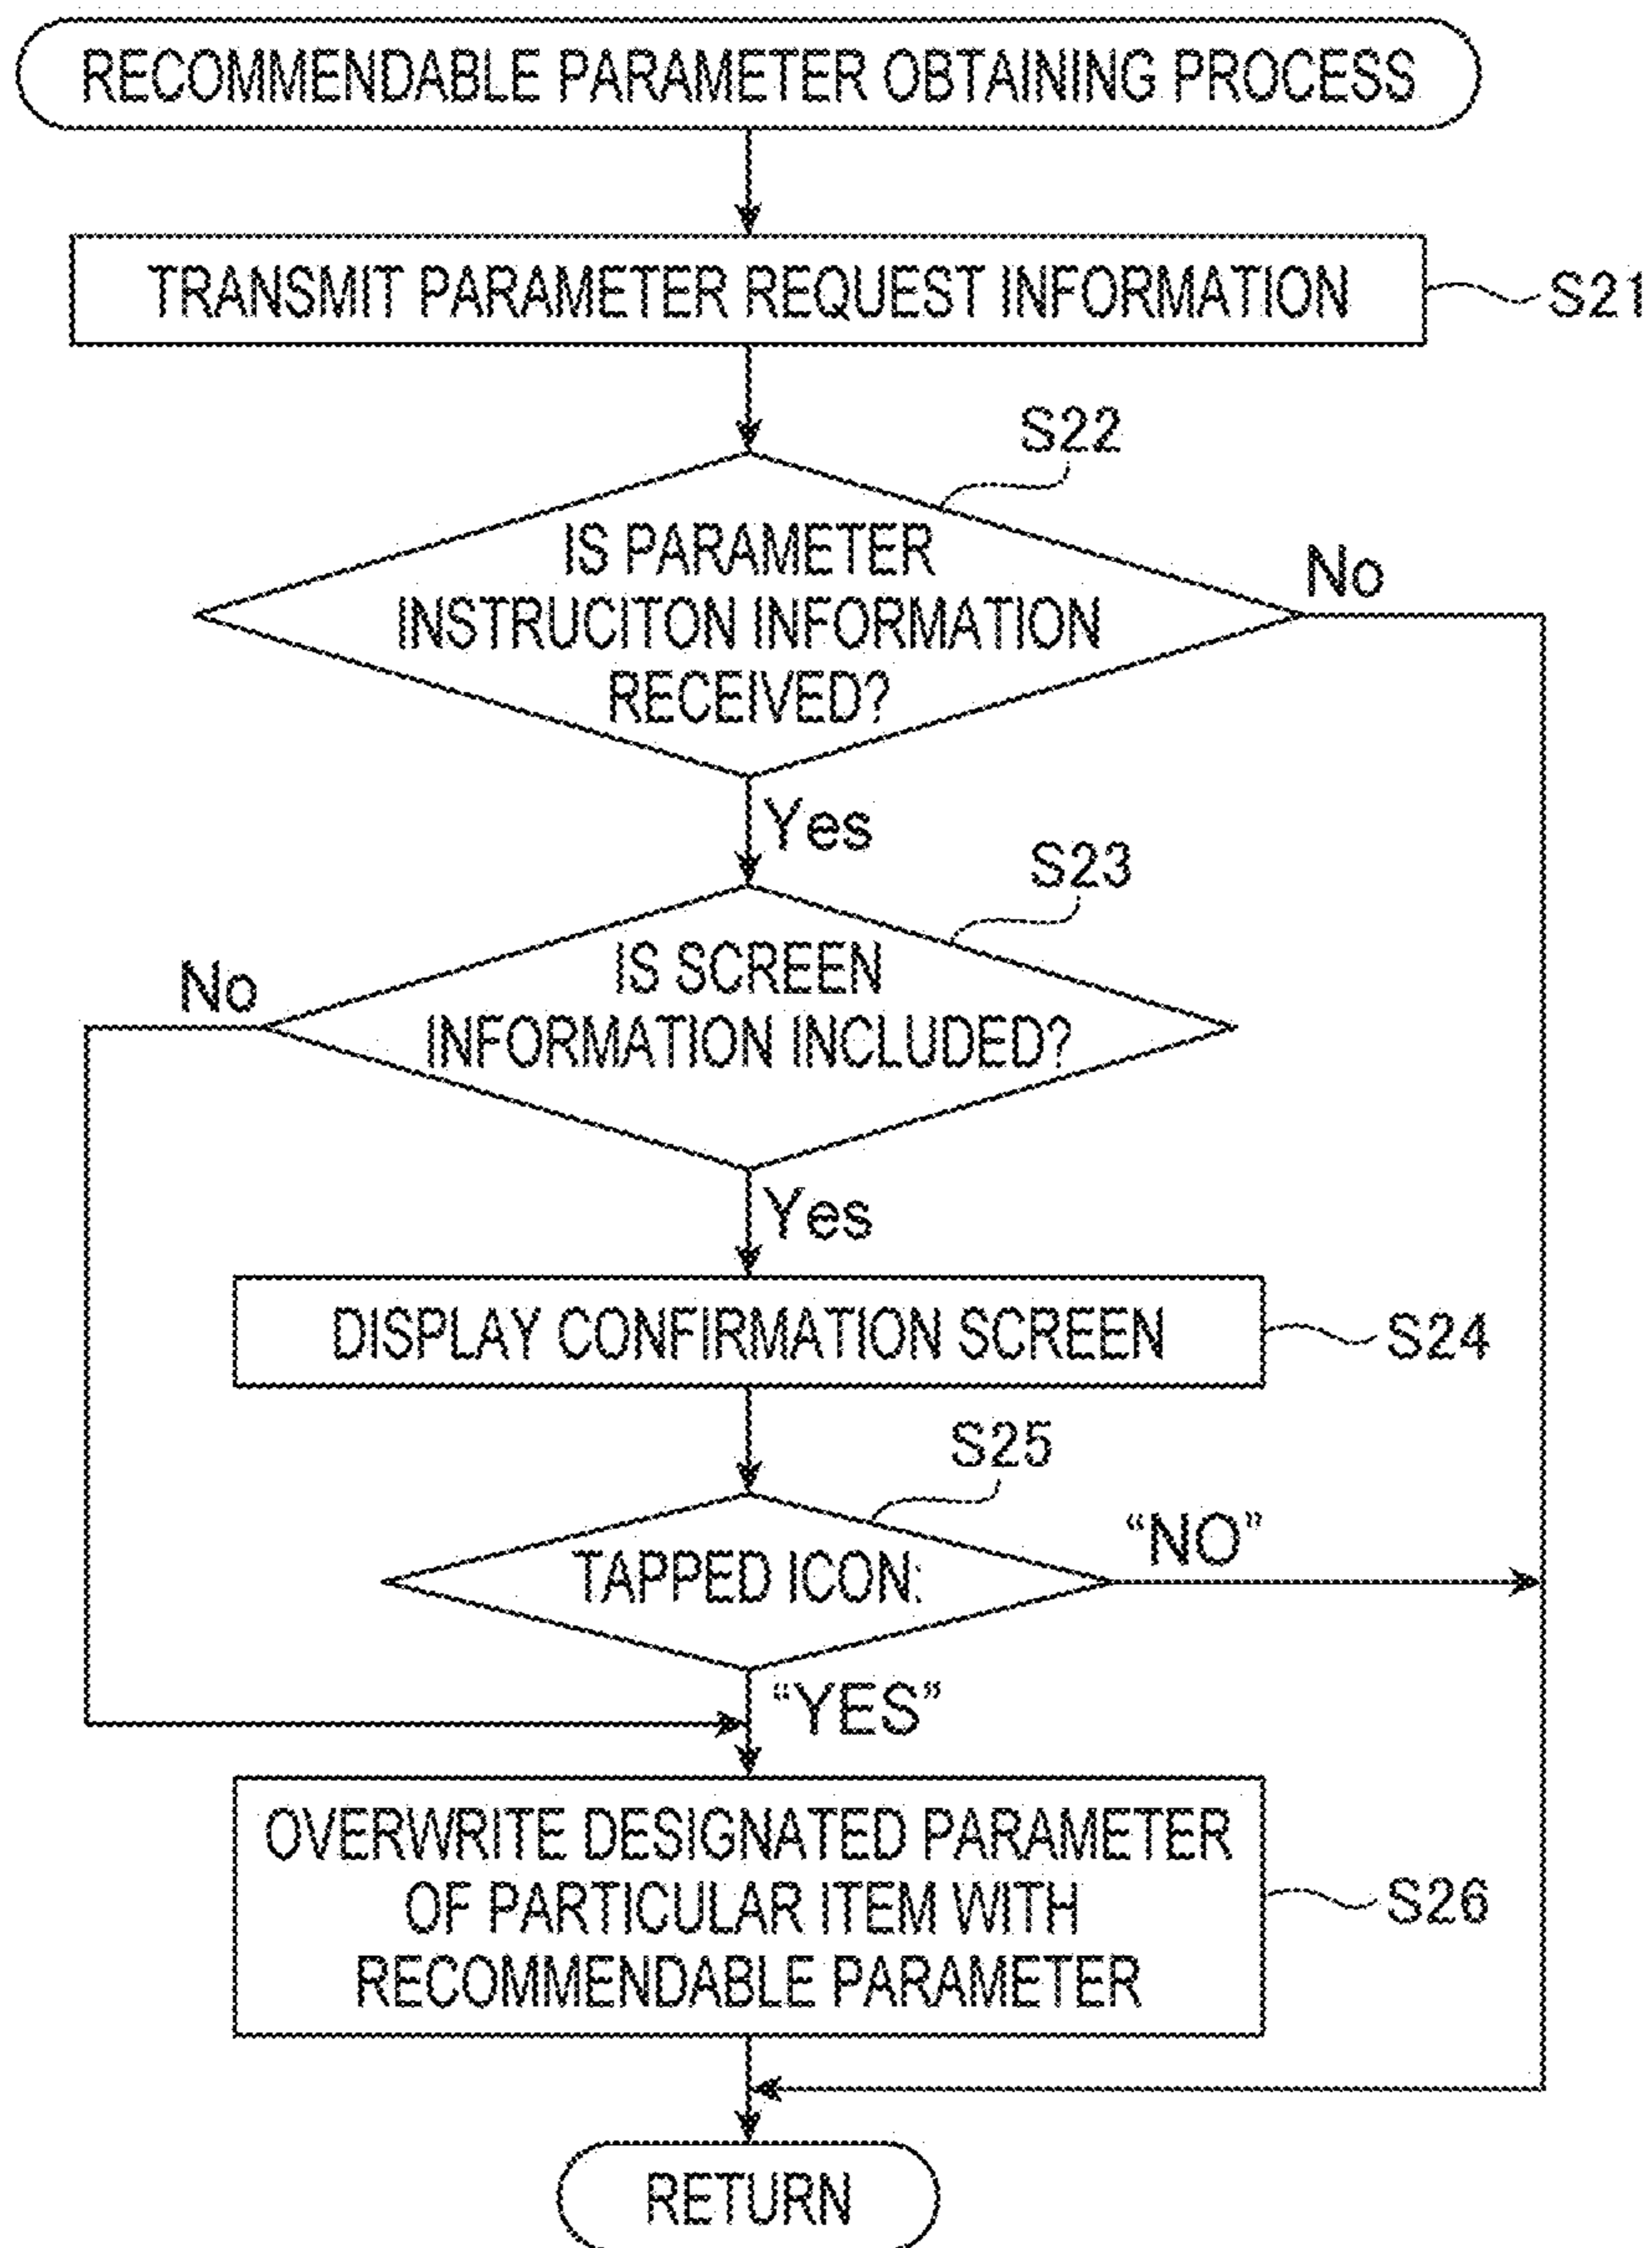 RECOMMENDABLE PARAMETER OBTAINING PROCESS
TRANSMIT PARAMETER REQUEST INFORMATION
S21
S22
IS PARAMETER
INSTRUCITON INFORMATION
RECEIVED?
No
Yes
S23
IS SCREEN
INFORMATION INCLUDED?
No
Yes
DISPLAY CONFIRMATION SCREEN
S24
S25
TAPPED ICON:
“NO”
“YES”
OVERWRITE DESIGNATED PARAMETER
OF PARTICULAR ITEM WITH
RECOMMENDABLE PARAMETER
S26
RETURN